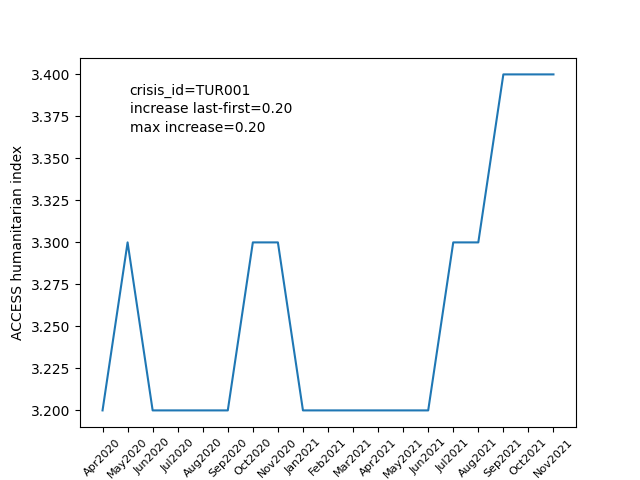 crisis_id=TUR001
increase last-first=0.20
max increase=0.20
ACCESS humanitarian index
3.400
3.375
3.350
3.325
3.300
3.275
3.250
3.225
3.200
Apr2020
May2020
Jun2020
Jul2020
Aug2020
Sep2020
Oct2020
Nov2020
Jan2021
Feb2021
Mar2021
Apr2021
May2021
Jun2021
Jul2021
Aug2021
Sep2021
Oct2021
Nov2021